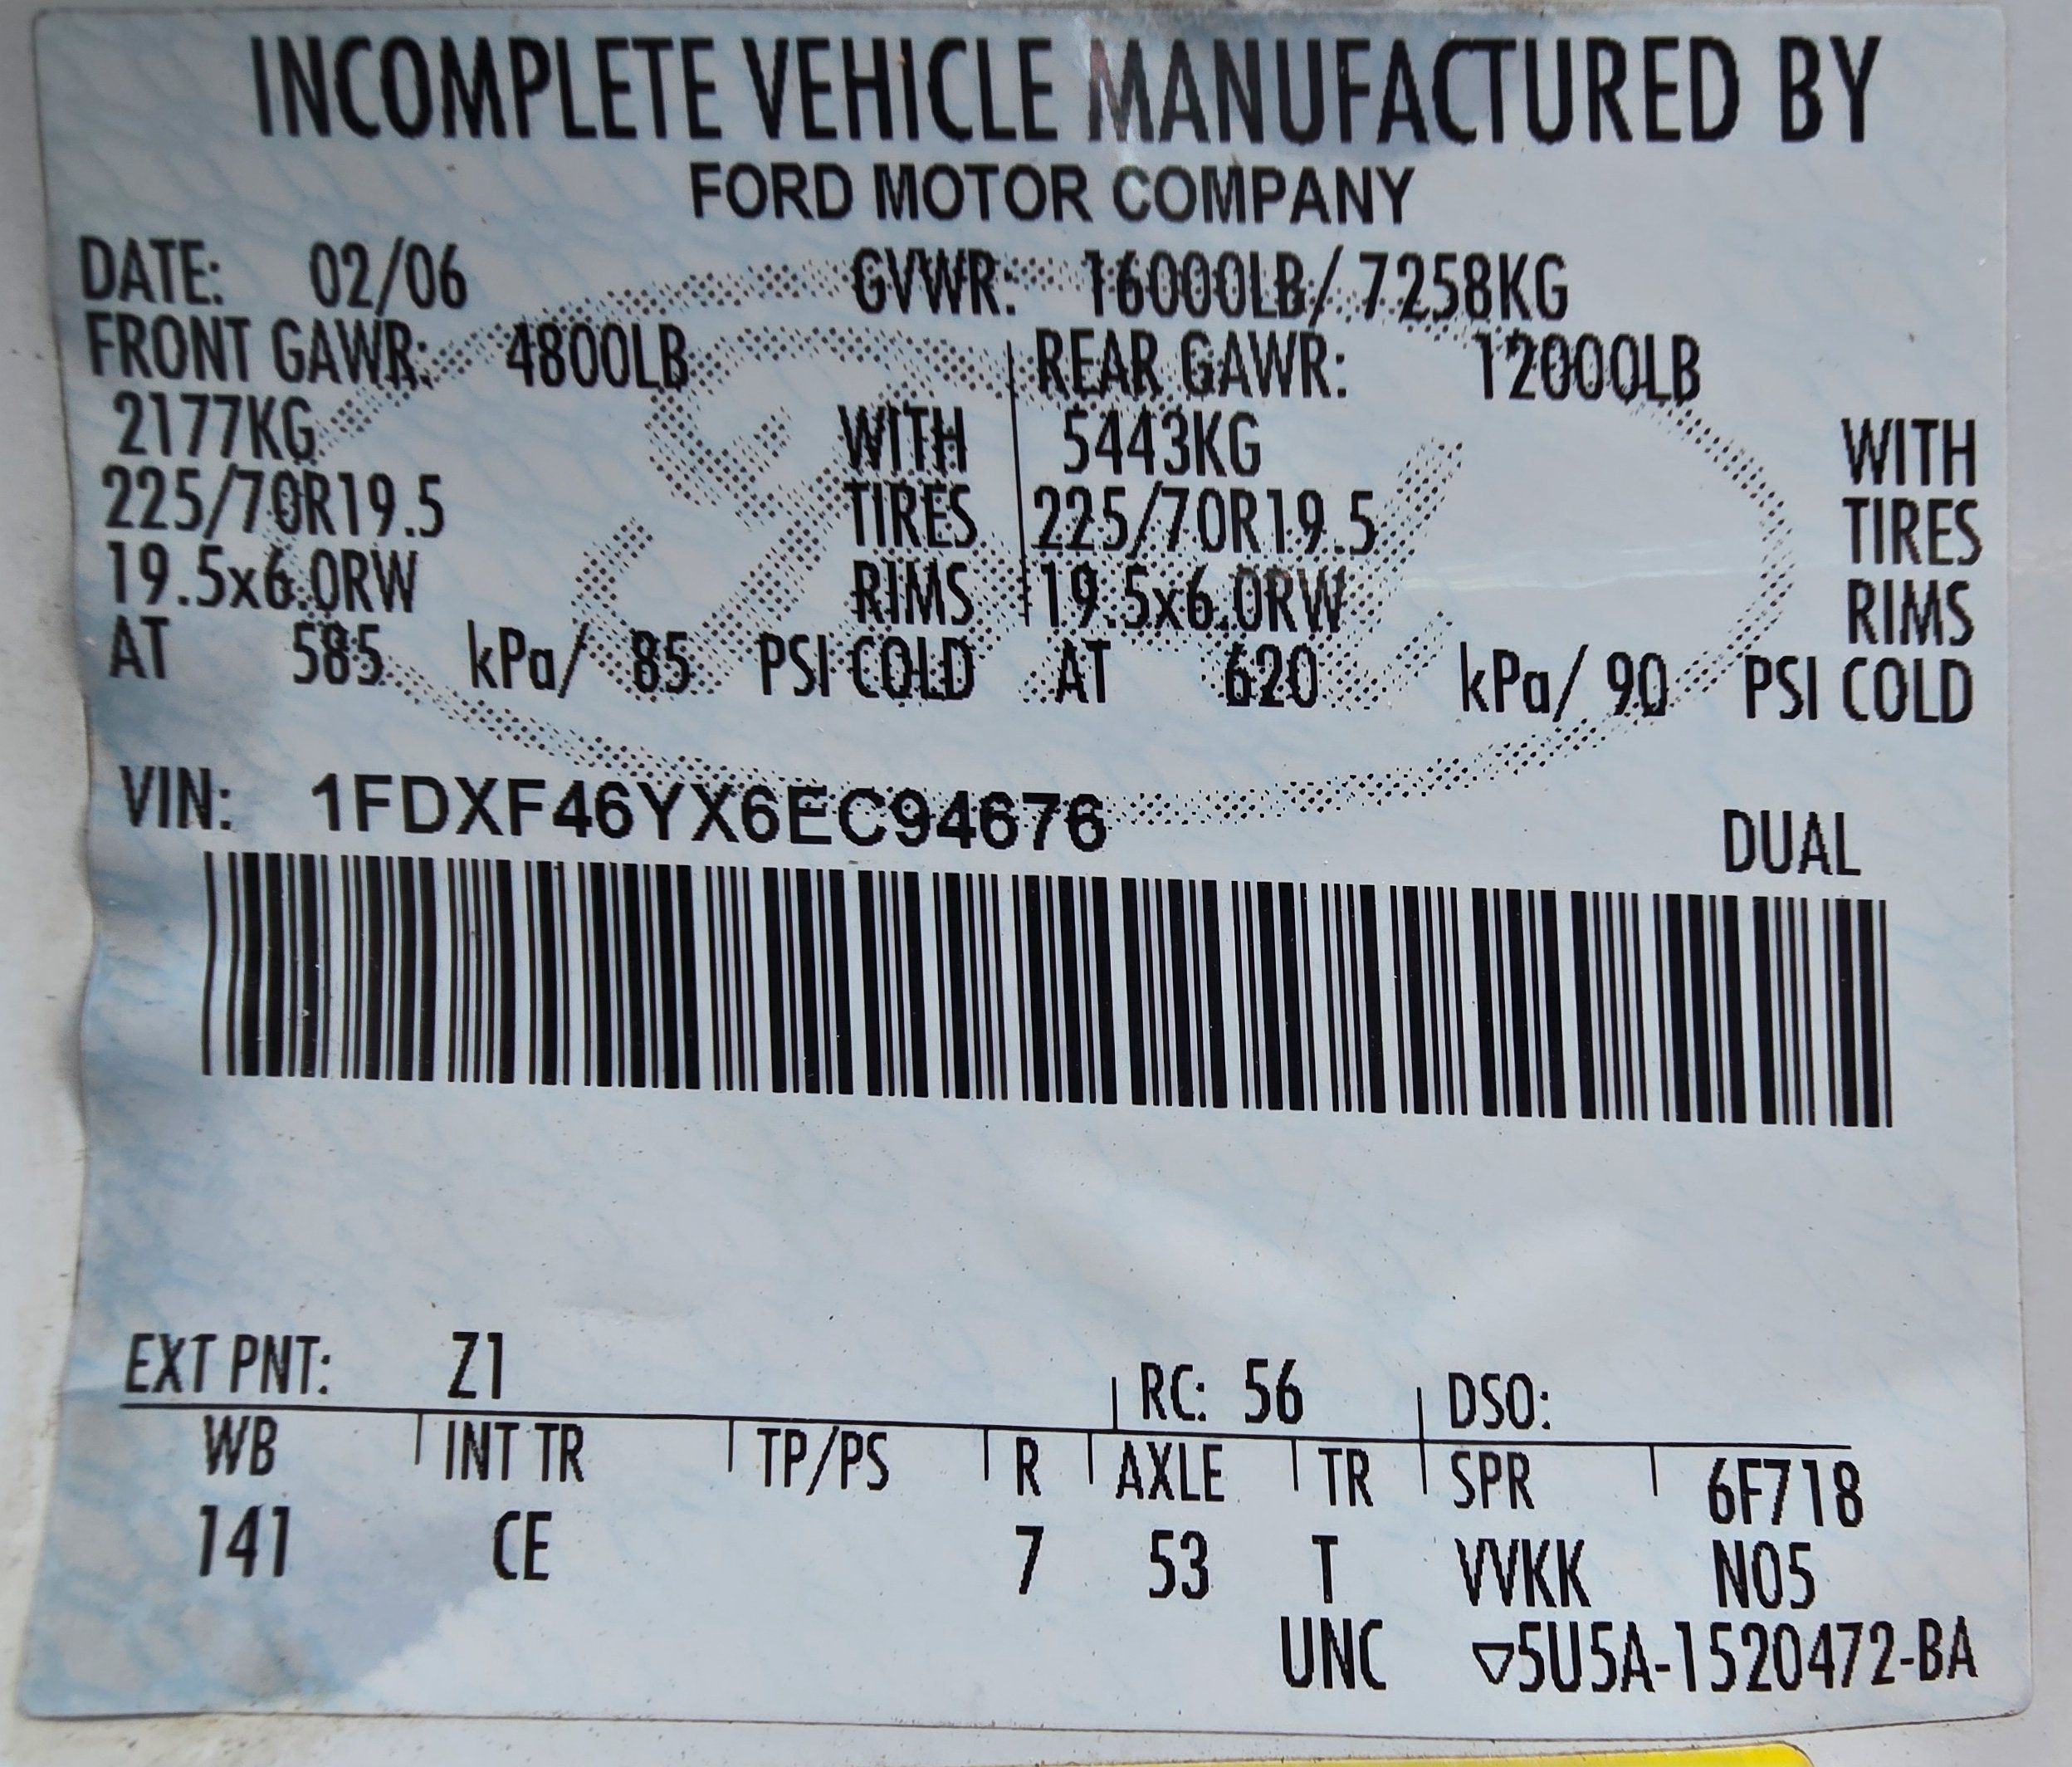 INCOMPLETE VEHICLE MANUFACTURED BY
FORD MOTOR COMPANY
DATE: 02/06 GVWR: 16000LB/ 7258KG
FRONT GAWR: 4800LB REAR GAWR: 12000LB
2177KG WITH 5443KG WITH
225/70R19.5 TIRES 225/70R19.5 TIRES
19.5x6.0RW RIMS 19.5x6.0RW RIMS
AT 585 kPa/ 85 PSI COLD AT 620 kPa/ 90 PSI COLD
VIN: 1FDXF46YX6EC94676 DUAL
EXT PNT: Z1 RC: 56 DSO:
WB INT TR TP/PS R AXLE TR SPR 6F718
141 CE 7 53 T VVKK N05
UNC ▽5U5A-1520472-BA